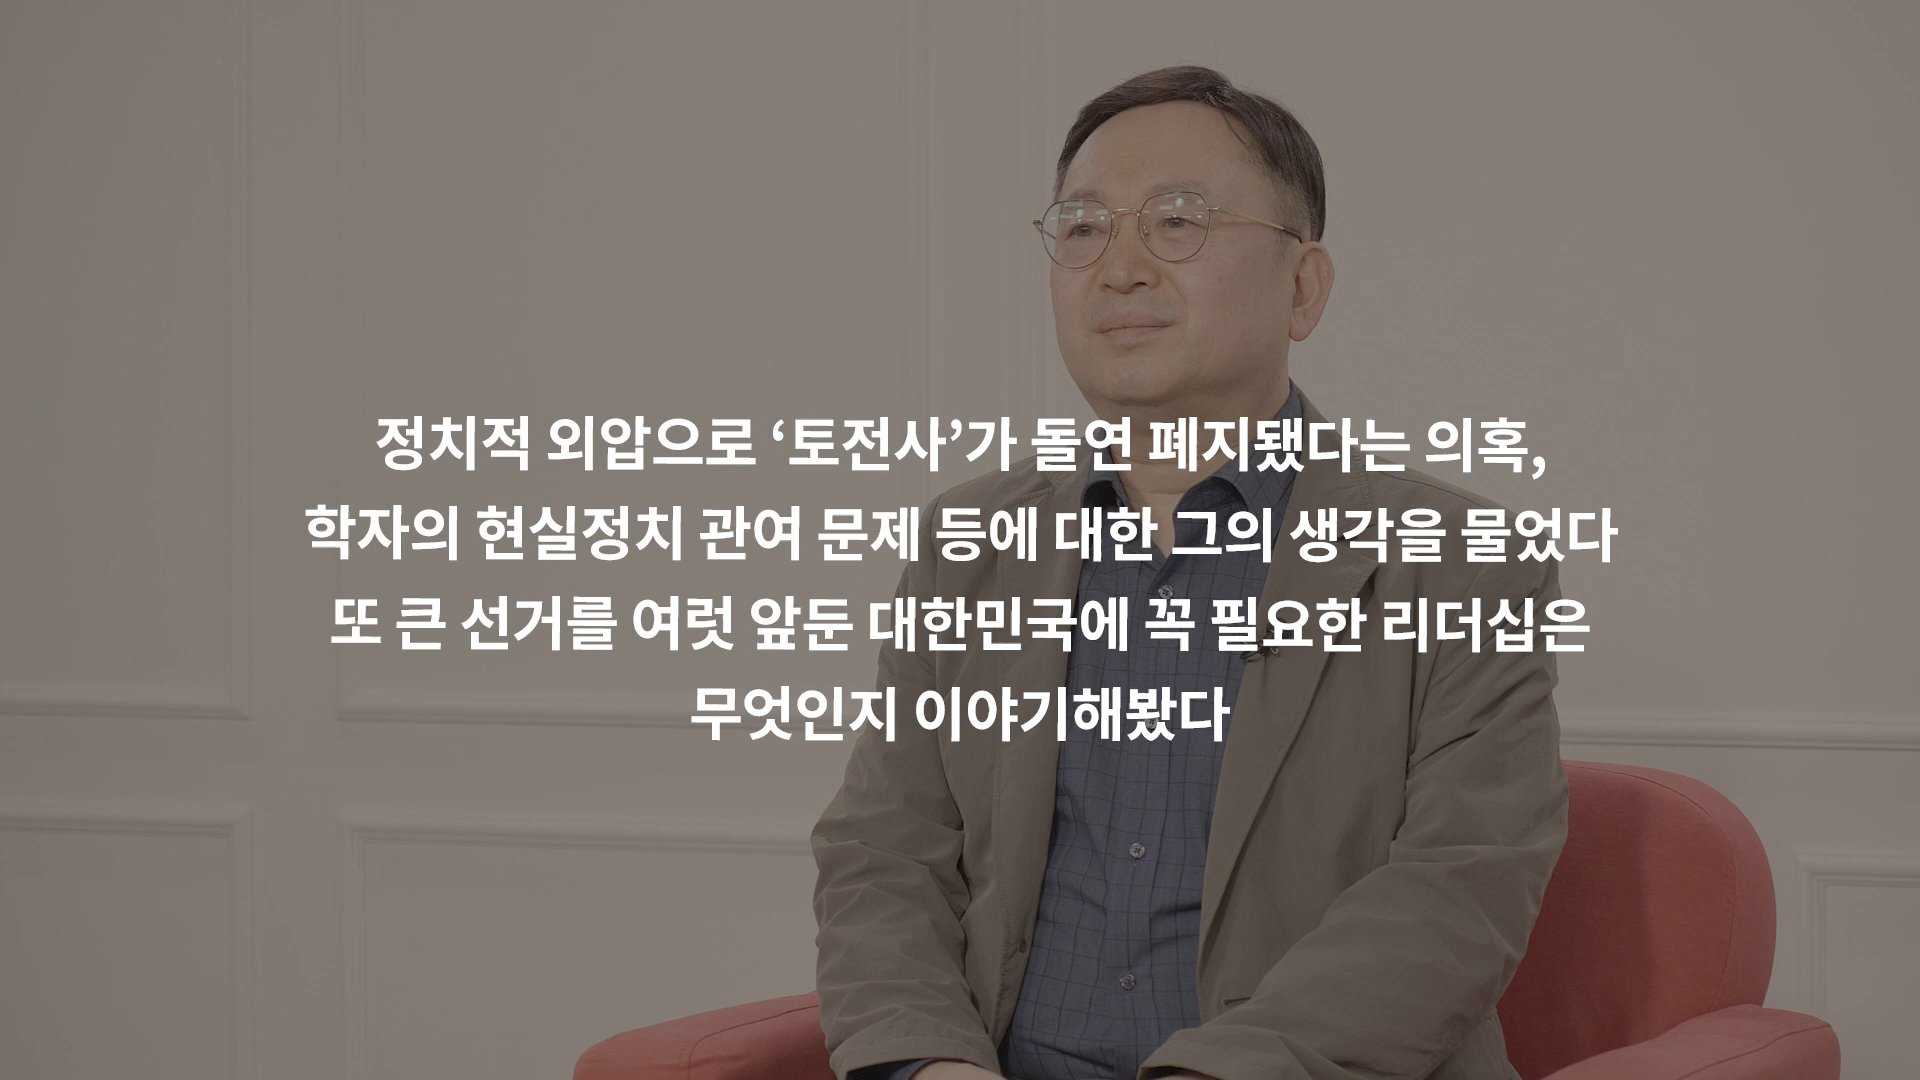 정치적 외압으로 ‘토전사’가 돌연 폐지됐다는 의혹,
학자의 현실정치 관여 문제 등에 대한 그의 생각을 물었다
또 큰 선거를 여럿 앞둔 대한민국에 꼭 필요한 리더십은
무엇인지 이야기해봤다